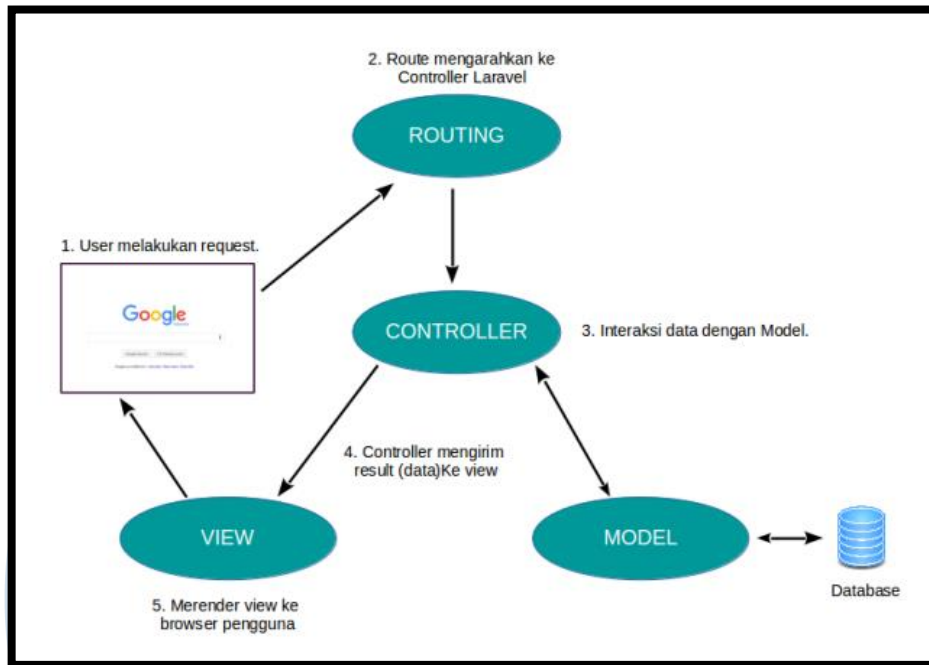 2. Route mengarahkan ke
Controller Laravel
ROUTING
1. User melakukan request.
Google
CONTROLLER
3. Interaksi data dengan Model.
4. Controller mengirim
result (data)Ke view
VIEW
MODEL
5. Merender view ke
browser pengguna
Database